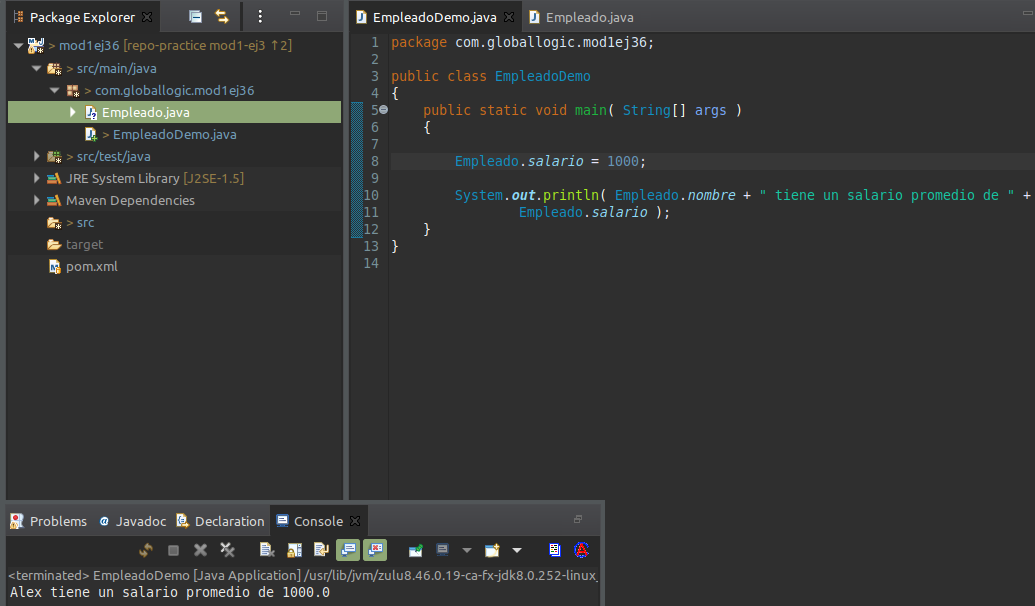 Package Explorer
> mod1ej36 [repo-practice mod1-ej3 ↑2]
> src/main/java
> com.globallogic.mod1ej36
Empleado.java
> EmpleadoDemo.java
> src/test/java
JRE System Library [J2SE-1.5]
Maven Dependencies
> src
target
pom.xml
EmpleadoDemo.java
Empleado.java
1 package com.globallogic.mod1ej36;
2
3 public class EmpleadoDemo
4 {
5 public static void main( String[] args )
6 {
7
8 Empleado.salario = 1000;
9
10 System.out.println( Empleado.nombre + " tiene un salario promedio de " +
11 Empleado.salario );
12 }
13 }
14
Problems @ Javadoc Declaration Console
<terminated> EmpleadoDemo [Java Application] /usr/lib/jvm/zulu8.46.0.19-ca-fx-jdk8.0.252-linux_
Alex tiene un salario promedio de 1000.0